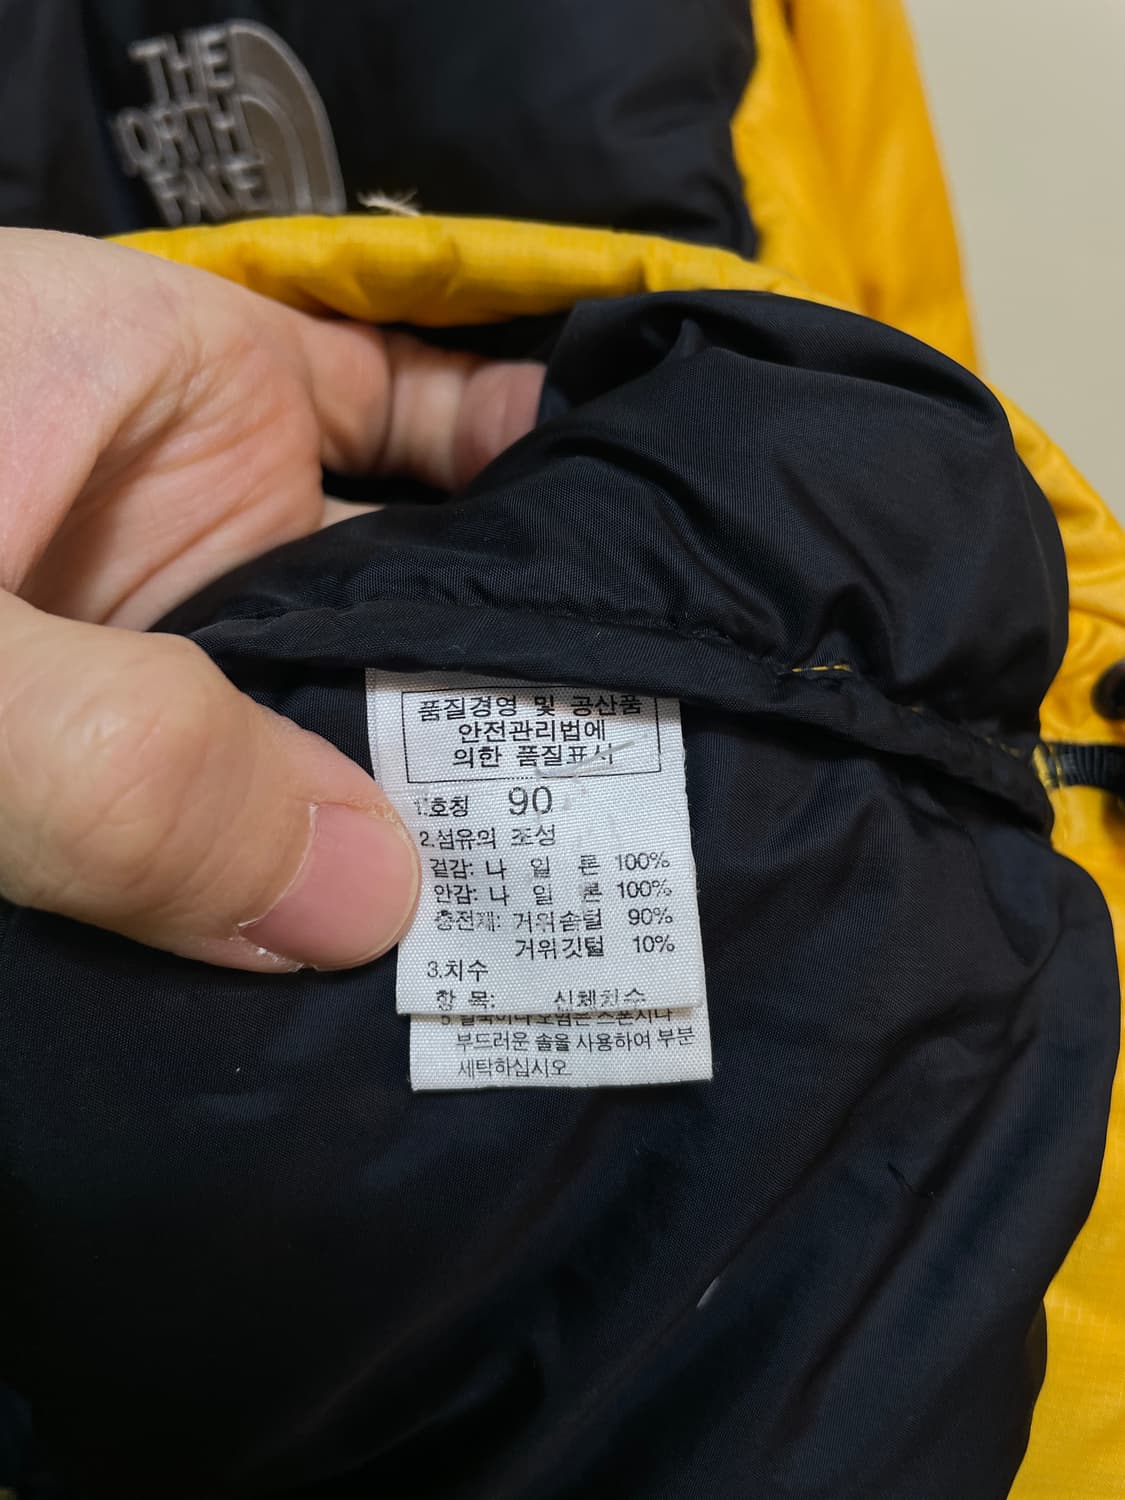 THE
NORTH
FACE
품질경영 및 공산품
안전관리법에
의한 품질표시
1.호칭 90
2.섬유의 조성
겉감: 나 일 론 100%
안감: 나 일 론 100%
충전재: 거위솜털 90%
거위깃털 10%
3.치수
항 목: 신체치수
부드러운 솔을 사용하여 부분
세탁하십시오